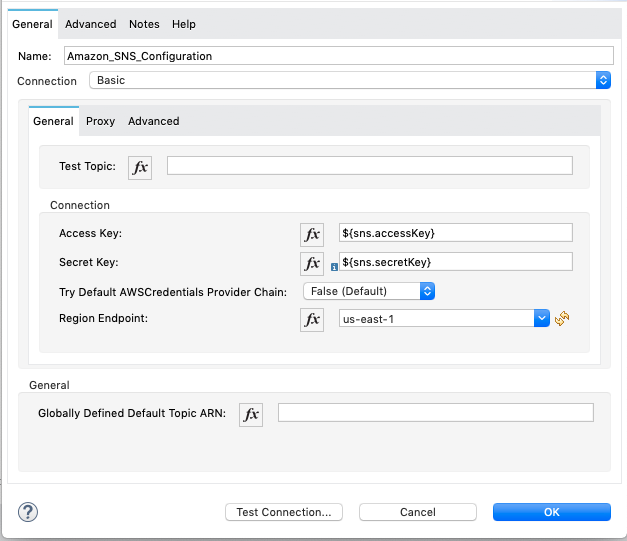 General Advanced Notes Help
Name: Amazon_SNS_Configuration
Connection Basic
General Proxy Advanced
Test Topic: fx
Connection
Access Key: fx ${sns.accessKey}
Secret Key: fx i ${sns.secretKey}
Try Default AWSCredentials Provider Chain: False (Default)
Region Endpoint: fx us-east-1
General
Globally Defined Default Topic ARN: fx
? Test Connection... Cancel OK